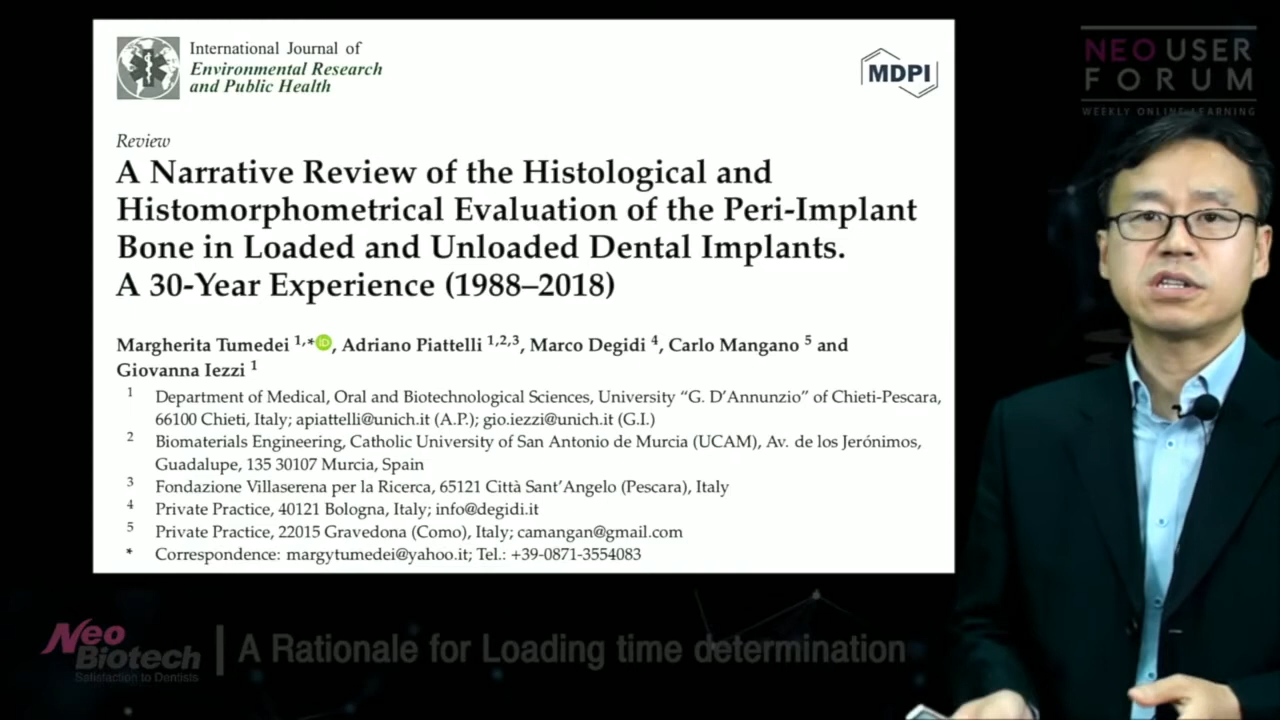 International Journal of
Environmental Research
and Public Health
MDPI
Review
A Narrative Review of the Histological and
Histomorphometrical Evaluation of the Peri-Implant
Bone in Loaded and Unloaded Dental Implants.
A 30-Year Experience (1988–2018)
Margherita Tumedei 1,* iD, Adriano Piattelli 1,2,3, Marco Degidi 4, Carlo Mangano 5 and
Giovanna Iezzi 1
1 Department of Medical, Oral and Biotechnological Sciences, University “G. D’Annunzio” of Chieti-Pescara,
66100 Chieti, Italy; apiattelli@unich.it (A.P.); gio.iezzi@unich.it (G.I.)
2 Biomaterials Engineering, Catholic University of San Antonio de Murcia (UCAM), Av. de los Jerónimos,
Guadalupe, 135 30107 Murcia, Spain
3 Fondazione Villaserena per la Ricerca, 65121 Città Sant’Angelo (Pescara), Italy
4 Private Practice, 40121 Bologna, Italy; info@degidi.it
5 Private Practice, 22015 Gravedona (Como), Italy; camangan@gmail.com
* Correspondence: margytumedei@yahoo.it; Tel.: +39-0871-3554083
NEO USER
FORUM
WEEKLY ONLINE LEARNING
Neo
Biotech
Satisfaction to Dentists
A Rationale for Loading time determination